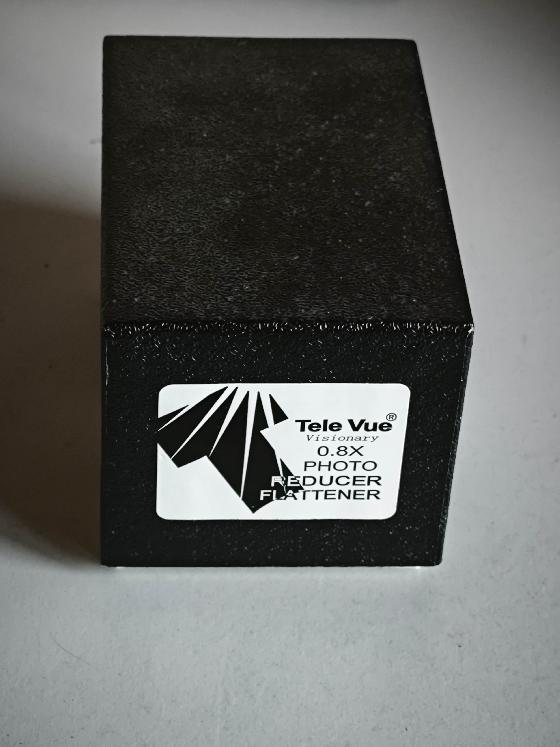 Tele Vue®
Visionary
0.8X
PHOTO
REDUCER
FLATTENER